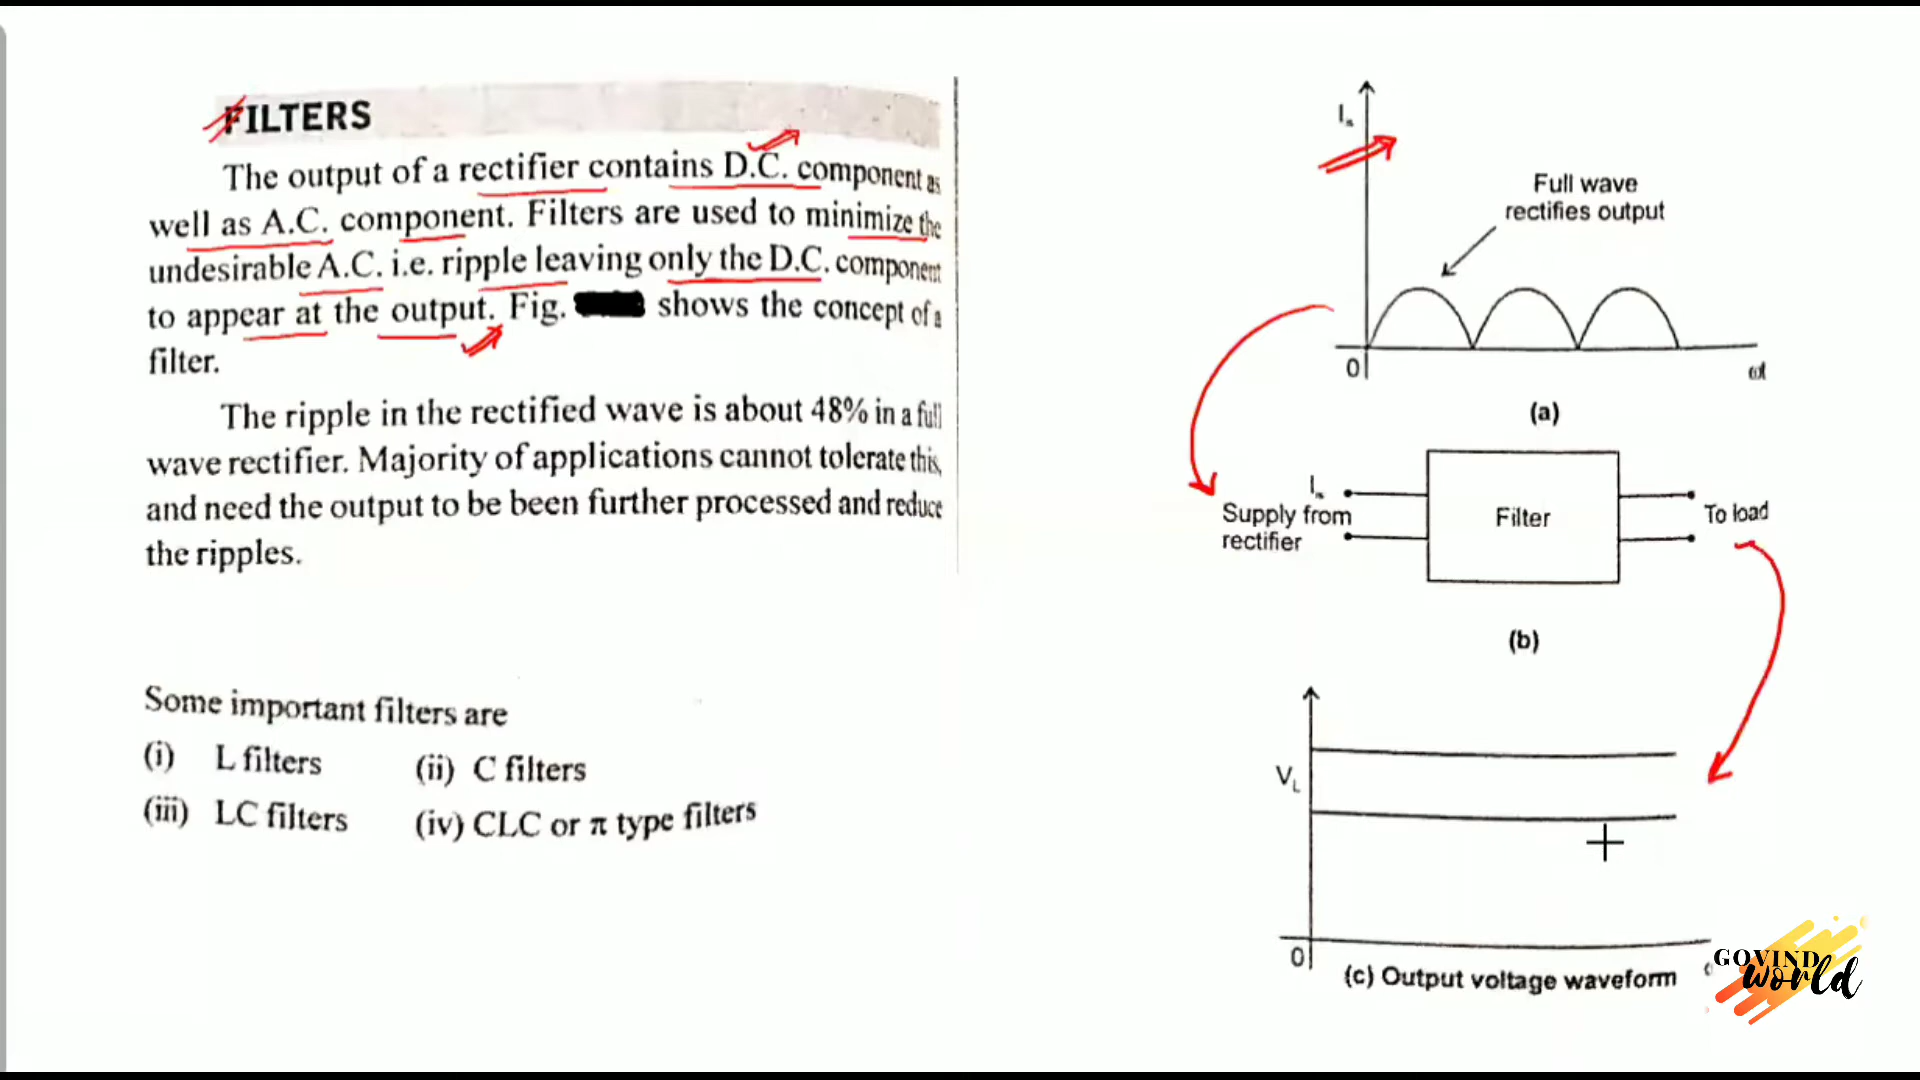 FILTERS
The output of a rectifier contains D.C. component as
well as A.C. component. Filters are used to minimize the
undesirable A.C. i.e. ripple leaving only the D.C. component
to appear at the output. Fig. shows the concept of a
filter.
The ripple in the rectified wave is about 48% in a full
wave rectifier. Majority of applications cannot tolerate this,
and need the output to be been further processed and reduce
the ripples.
Some important filters are
(i) L filters (ii) C filters
(iii) LC filters (iv) CLC or π type filters
Full wave
rectifies output
0
ωt
(a)
Supply from
rectifier
Filter
To load
(b)
VL
0
(c) Output voltage waveform
GOVIND
world